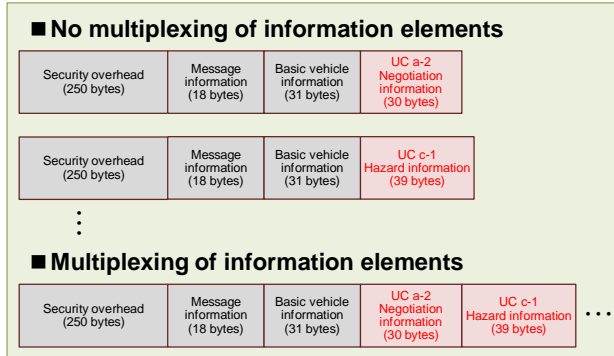 ■ No multiplexing of information elements
Security overhead
(250 bytes)
Message
information
(18 bytes)
Basic vehicle
information
(31 bytes)
UC a-2
Negotiation
information
(30 bytes)
Security overhead
(250 bytes)
Message
information
(18 bytes)
Basic vehicle
information
(31 bytes)
UC c-1
Hazard information
(39 bytes)
⋮
■ Multiplexing of information elements
Security overhead
(250 bytes)
Message
information
(18 bytes)
Basic vehicle
information
(31 bytes)
UC a-2
Negotiation
information
(30 bytes)
UC c-1
Hazard information
(39 bytes)
…